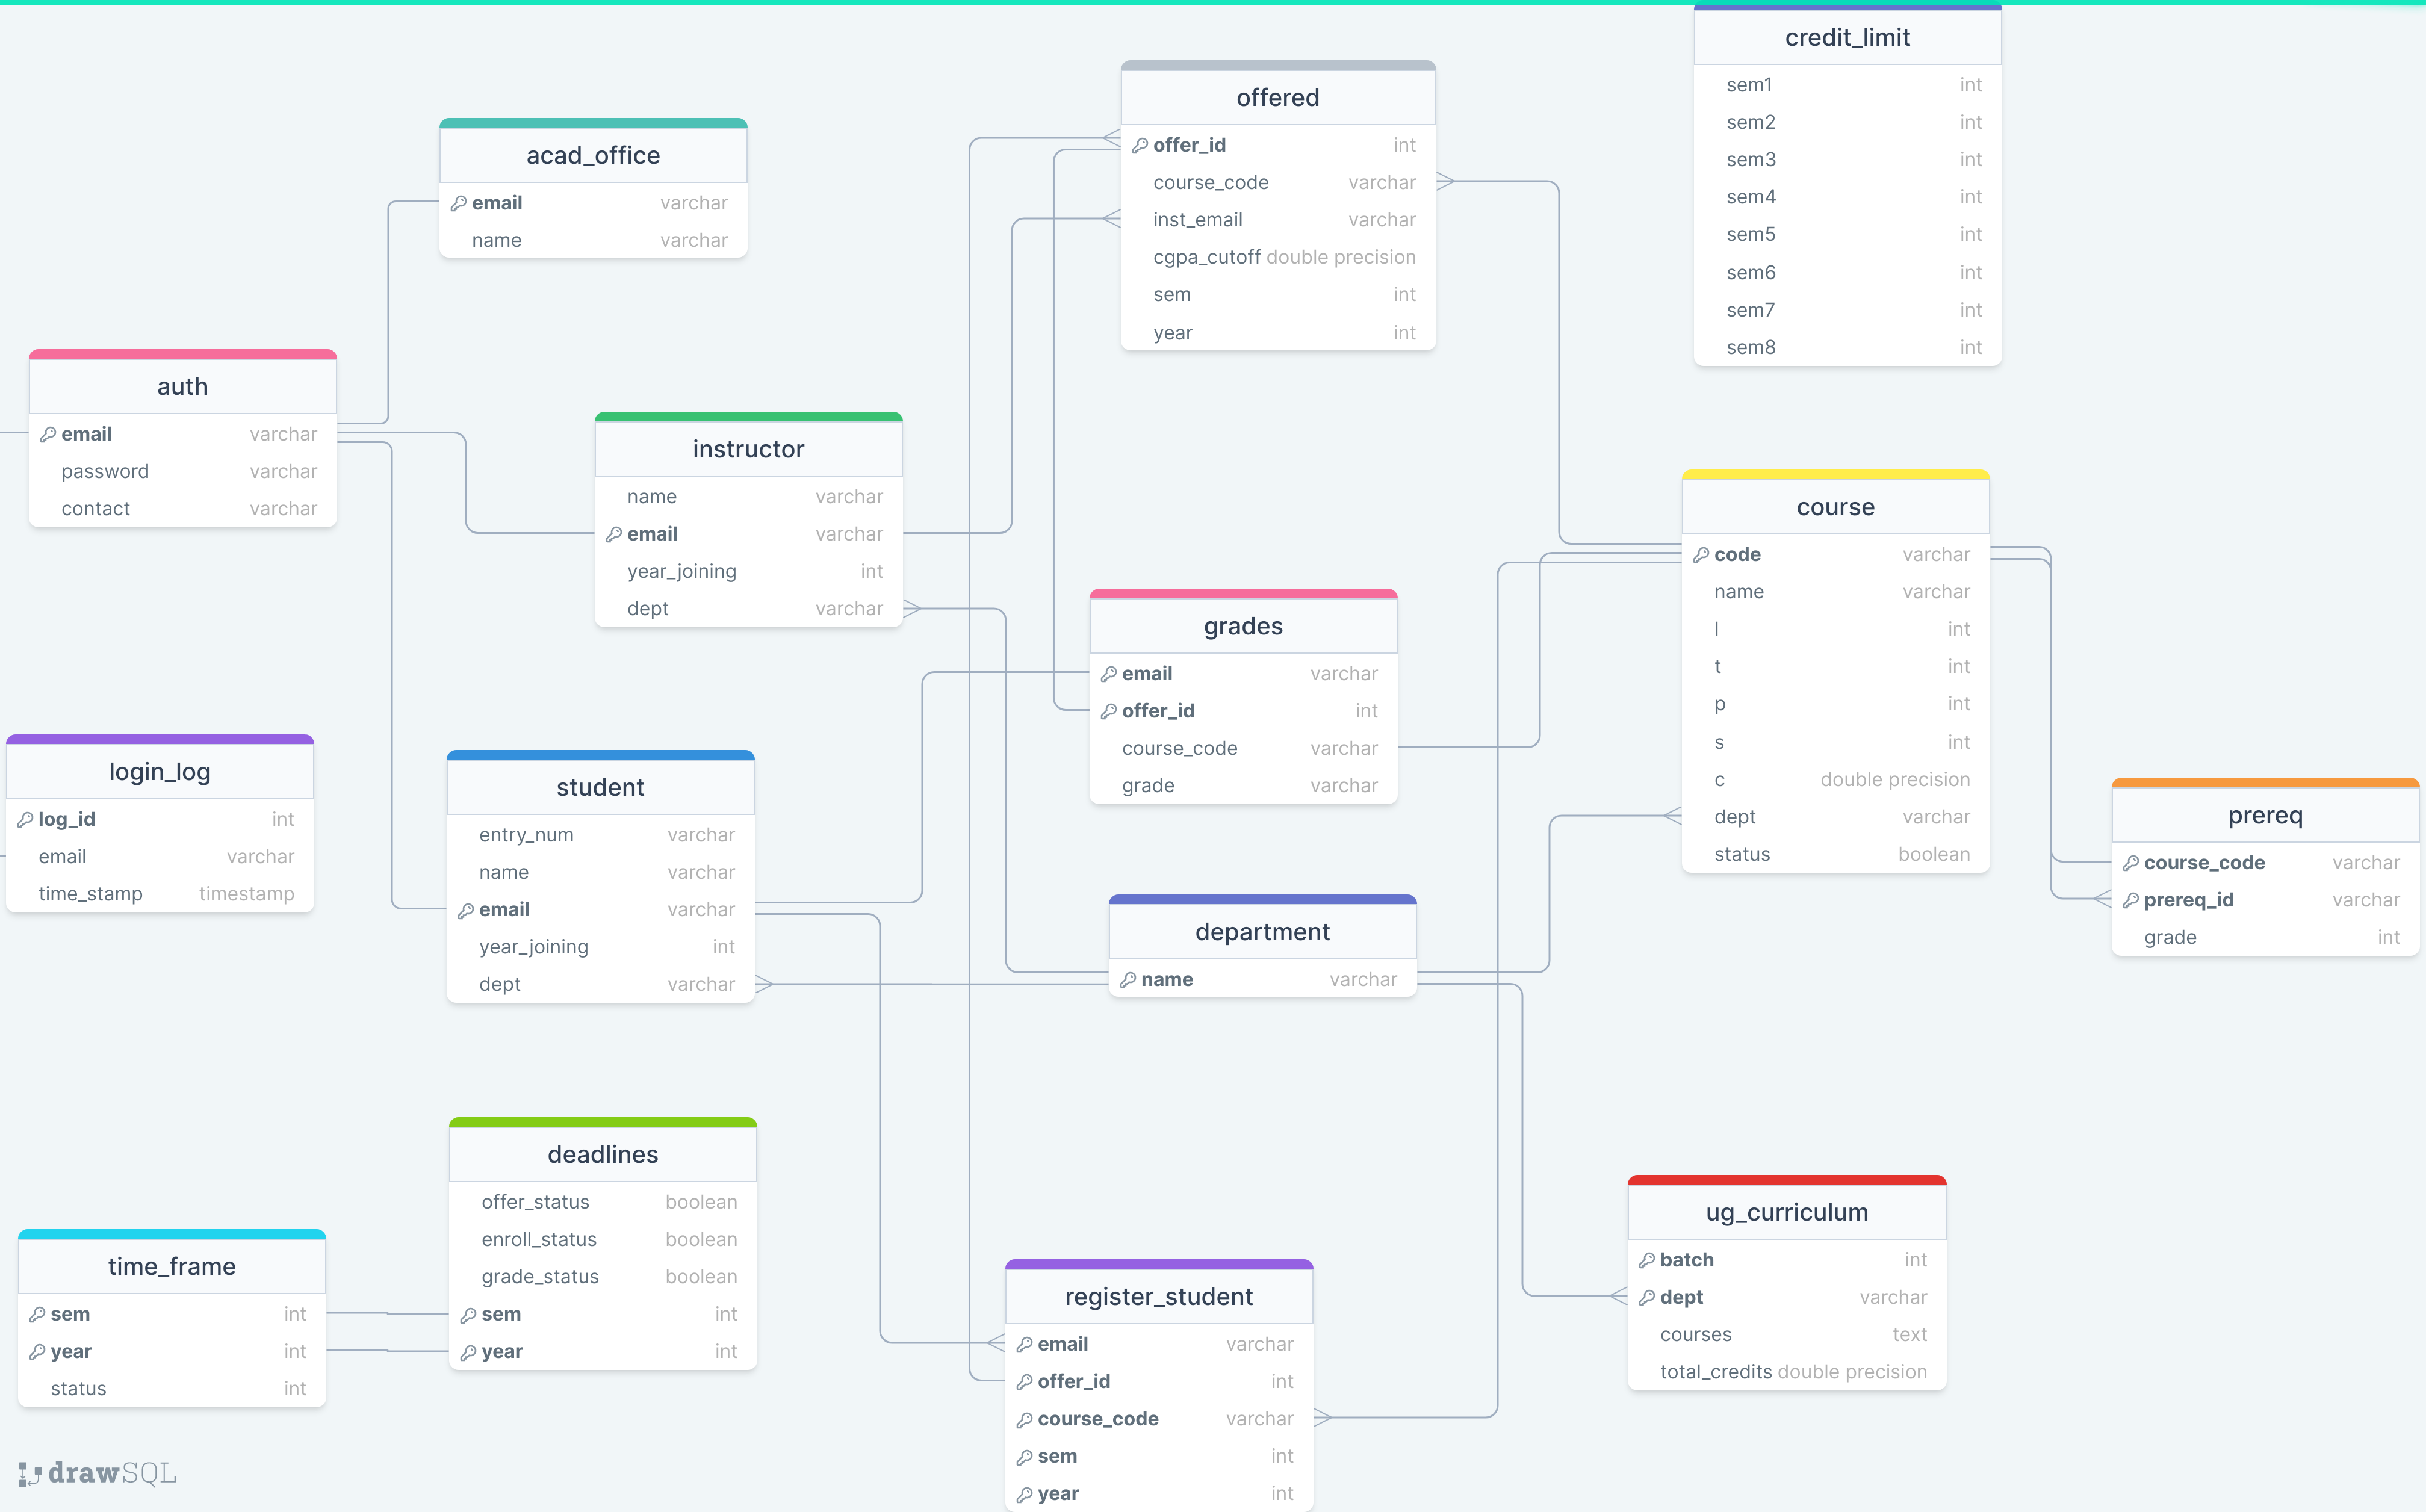 credit_limit
sem1 int
sem2 int
sem3 int
sem4 int
sem5 int
sem6 int
sem7 int
sem8 int
offered
offer_id int
course_code varchar
inst_email varchar
cgpa_cutoff double precision
sem int
year int
acad_office
email varchar
name varchar
auth
email varchar
password varchar
contact varchar
instructor
name varchar
email varchar
year_joining int
dept varchar
course
code varchar
name varchar
l int
t int
p int
s int
c double precision
dept varchar
status boolean
grades
email varchar
offer_id int
course_code varchar
grade varchar
login_log
log_id int
email varchar
time_stamp timestamp
student
entry_num varchar
name varchar
email varchar
year_joining int
dept varchar
prereq
course_code varchar
prereq_id varchar
grade int
department
name varchar
deadlines
offer_status boolean
enroll_status boolean
grade_status boolean
sem int
year int
time_frame
sem int
year int
status int
ug_curriculum
batch int
dept varchar
courses text
total_credits double precision
register_student
email varchar
offer_id int
course_code varchar
sem int
year int
drawSQL